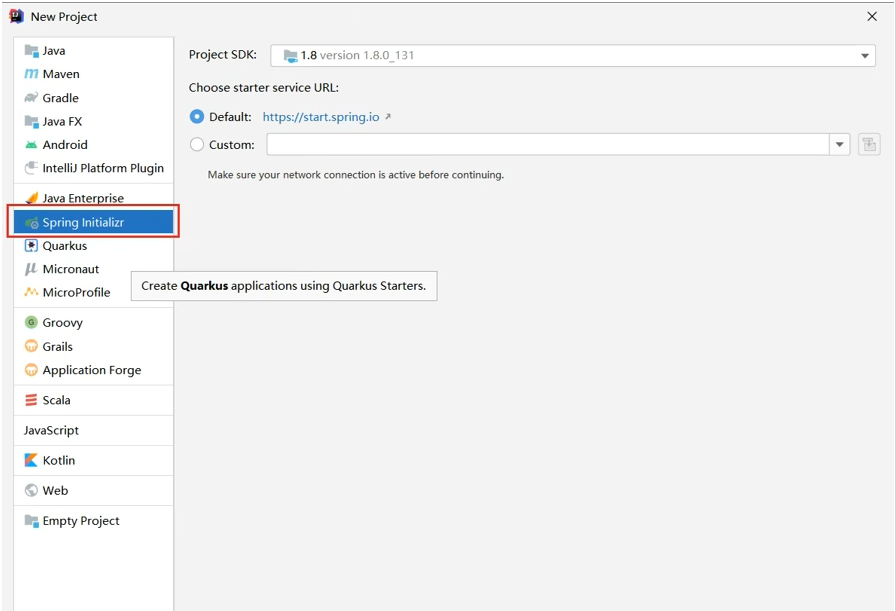 New Project
Java
Maven
Gradle
Java FX
Android
IntelliJ Platform Plugin
Java Enterprise
Spring Initializr
Quarkus
Micronaut
MicroProfile
Groovy
Grails
Application Forge
Scala
JavaScript
Kotlin
Web
Empty Project
Project SDK: 1.8 version 1.8.0_131
Choose starter service URL:
Default: https://start.spring.io
Custom:
Make sure your network connection is active before continuing.
Create Quarkus applications using Quarkus Starters.